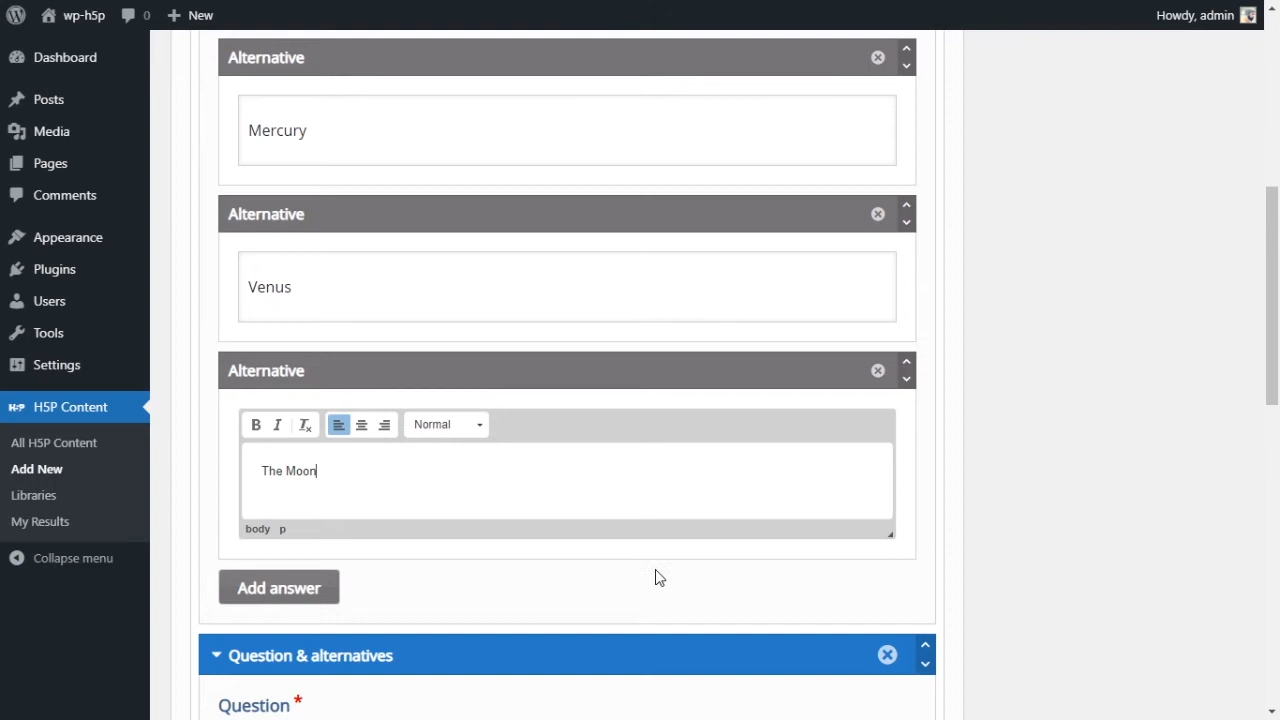 wp-h5p
0
New
Howdy, admin
Dashboard
Posts
Media
Pages
Comments
Appearance
Plugins
Users
Tools
Settings
H5P
H5P Content
All H5P Content
Add New
Libraries
My Results
Collapse menu
Alternative
Mercury
Alternative
Venus
Alternative
B I Tx Normal
The Moon
body p
Add answer
Question & alternatives
Question *